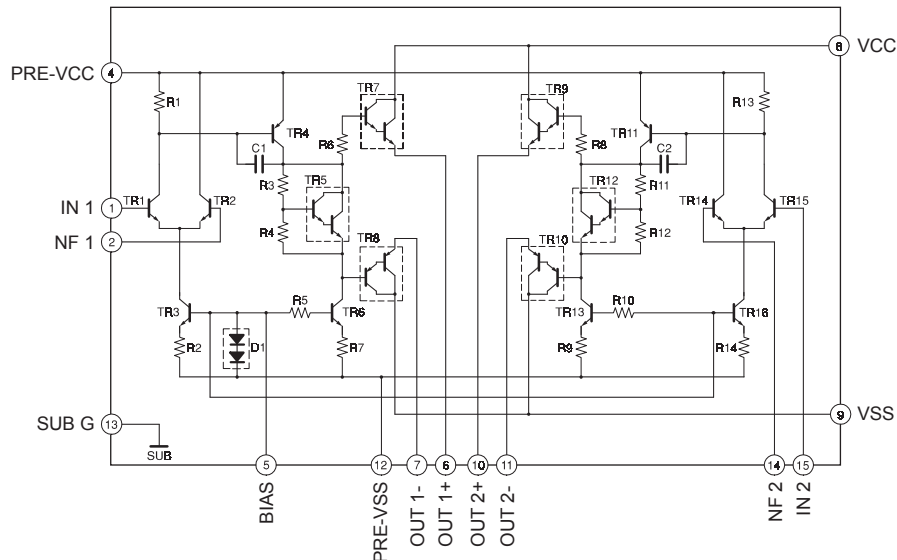 8 VCC
PRE-VCC 4
TR7
TR9
R1
R13
TR4
R6
R8
TR11
C1
C2
R3
TR5
TR12
R11
IN 1 1 TR1
TR2
TR14
TR15
NF 1 2
R4
TR8
TR10
R12
R5
R10
TR3
TR6
TR13
TR16
R2
D1
R7
R9
R14
SUB G 13
9 VSS
SUB
5 12 7 6 10 11 14 15
BIAS
PRE-VSS
OUT 1-
OUT 1+
OUT 2+
OUT 2-
NF 2
IN 2